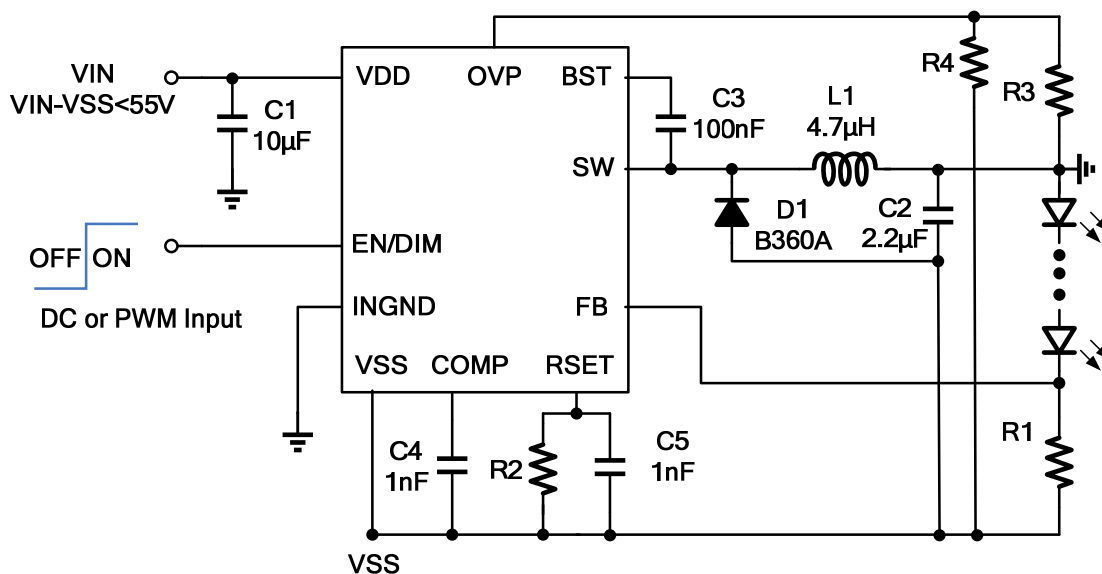 VIN
VIN-VSS<55V
C1
10µF
OFF ON
DC or PWM Input
VDD
OVP
BST
SW
EN/DIM
INGND
FB
VSS
COMP
RSET
C3
100nF
L1
4.7µH
R4
R3
D1
B360A
C2
2.2µF
C4
1nF
R2
C5
1nF
R1
VSS